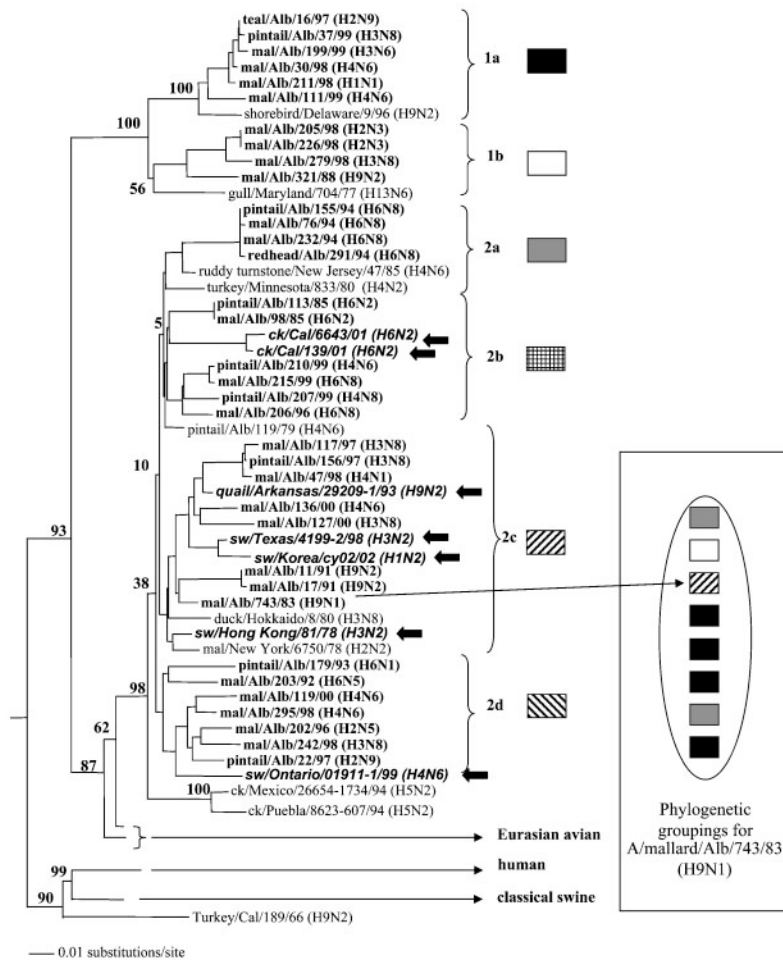 teal/Alb/16/97 (H2N9)
pintail/Alb/37/99 (H3N8)
mal/Alb/199/99 (H3N6)
mal/Alb/30/98 (H4N6)
mal/Alb/211/98 (H1N1)
mal/Alb/111/99 (H4N6)
shorebird/Delaware/9/96 (H9N2)
100
1a
100
mal/Alb/205/98 (H2N3)
mal/Alb/226/98 (H2N3)
mal/Alb/279/98 (H3N8)
mal/Alb/321/88 (H9N2)
gull/Maryland/704/77 (H13N6)
56
1b
pintail/Alb/155/94 (H6N8)
mal/Alb/76/94 (H6N8)
mal/Alb/232/94 (H6N8)
redhead/Alb/291/94 (H6N8)
ruddy turnstone/New Jersey/47/85 (H4N6)
turkey/Minnesota/833/80 (H4N2)
2a
pintail/Alb/113/85 (H6N2)
mal/Alb/98/85 (H6N2)
5
ck/Cal/6643/01 (H6N2)
ck/Cal/139/01 (H6N2)
pintail/Alb/210/99 (H4N6)
mal/Alb/215/99 (H6N8)
pintail/Alb/207/99 (H4N8)
mal/Alb/206/96 (H6N8)
pintail/Alb/119/79 (H4N6)
2b
mal/Alb/117/97 (H3N8)
pintail/Alb/156/97 (H3N8)
10
mal/Alb/47/98 (H4N1)
quail/Arkansas/29209-1/93 (H9N2)
mal/Alb/136/00 (H4N6)
mal/Alb/127/00 (H3N8)
93
sw/Texas/4199-2/98 (H3N2)
2c
sw/Korea/cy02/02 (H1N2)
mal/Alb/11/91 (H9N2)
38
mal/Alb/17/91 (H9N2)
mal/Alb/743/83 (H9N1)
duck/Hokkaido/8/80 (H3N8)
sw/Hong Kong/81/78 (H3N2)
mal/New York/6750/78 (H2N2)
pintail/Alb/179/93 (H6N1)
98
mal/Alb/203/92 (H6N5)
mal/Alb/119/00 (H4N6)
mal/Alb/295/98 (H4N6)
2d
62
mal/Alb/202/96 (H2N5)
mal/Alb/242/98 (H3N8)
pintail/Alb/22/97 (H2N9)
87
sw/Ontario/01911-1/99 (H4N6)
100
ck/Mexico/26654-1734/94 (H5N2)
ck/Puebla/8623-607/94 (H5N2)
Eurasian avian
99
human
90
classical swine
Turkey/Cal/189/66 (H9N2)
0.01 substitutions/site
Phylogenetic
groupings for
A/mallard/Alb/743/83
(H9N1)